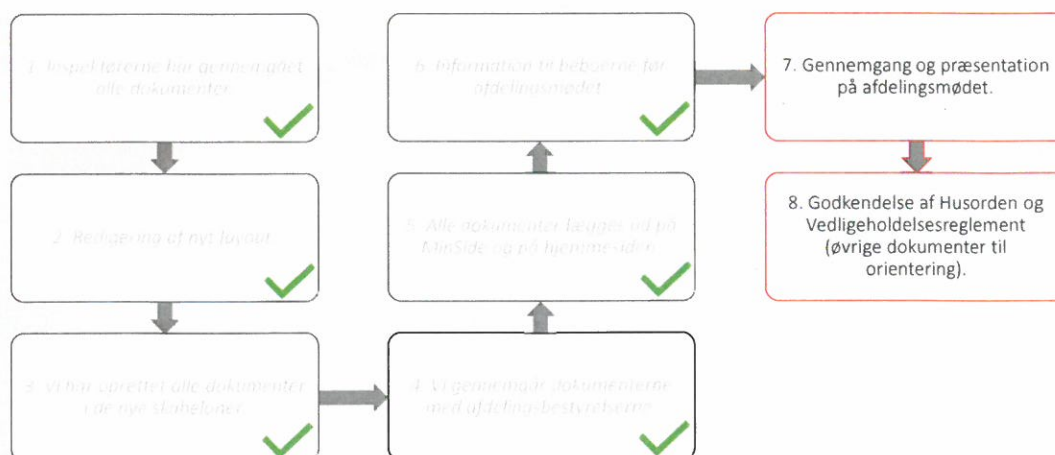 1. Inspektørerne har gennemgået
alle dokumenter.
2. Redigering af nyt layout
3. Vi har oprettet alle dokumenter
i de nye skabeloner.
4. Vi gennemgår dokumenterne
med afdelingsbestyrelserne.
5. Alle dokumenter lægges ud på
MinSide og på hjemmesiden.
6. Information til beboerne før
afdelingsmødet.
7. Gennemgang og præsentation
på afdelingsmødet.
8. Godkendelse af Husorden og
Vedligeholdelsesreglement
(øvrige dokumenter til
orientering).